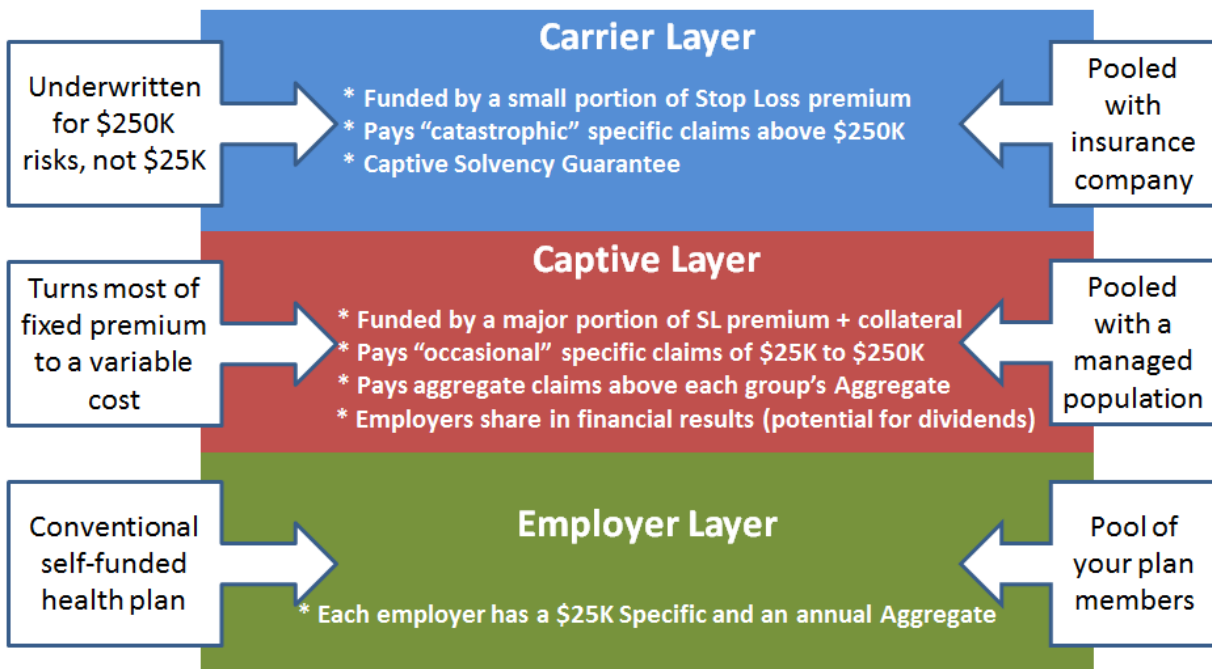 Carrier Layer
Underwritten
for $250K
risks, not $25K
* Funded by a small portion of Stop Loss premium
* Pays “catastrophic” specific claims above $250K
* Captive Solvency Guarantee
Pooled
with
insurance
company
Captive Layer
Turns most of
fixed premium
to a variable
cost
* Funded by a major portion of SL premium + collateral
* Pays “occasional” specific claims of $25K to $250K
* Pays aggregate claims above each group’s Aggregate
* Employers share in financial results (potential for dividends)
Pooled
with a
managed
population
Employer Layer
Conventional
self-funded
health plan
* Each employer has a $25K Specific and an annual Aggregate
Pool of
your plan
members